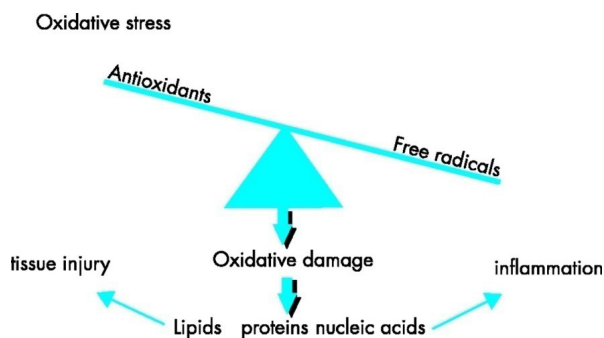 Oxidative stress
Antioxidants
Free radicals
Oxidative damage
tissue injury
inflammation
Lipids proteins nucleic acids